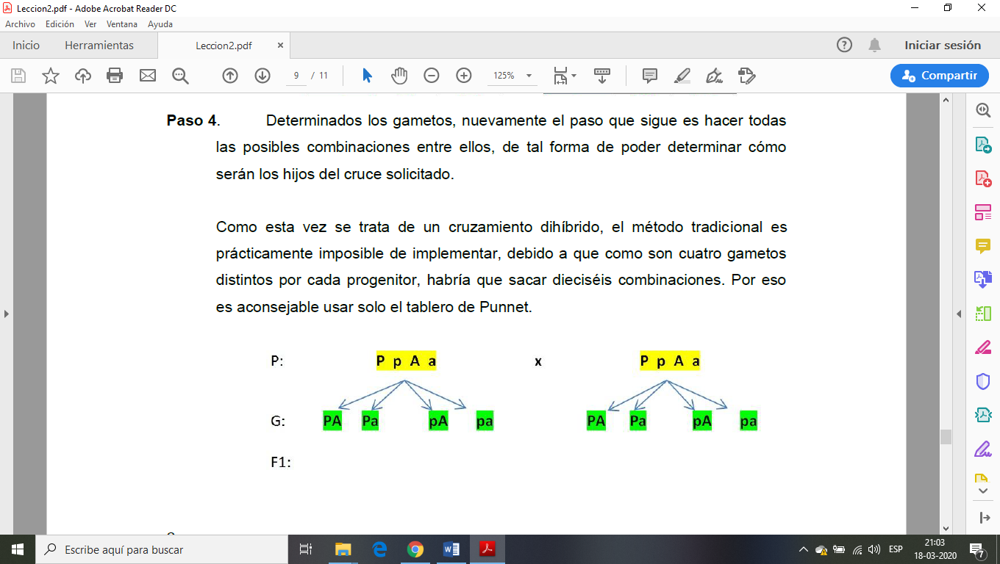 Leccion2.pdf - Adobe Acrobat Reader DC
Archivo Edición Ver Ventana Ayuda
Inicio Herramientas Leccion2.pdf × Iniciar sesión
9 / 11 125% Compartir
Paso 4. Determinados los gametos, nuevamente el paso que sigue es hacer todas
las posibles combinaciones entre ellos, de tal forma de poder determinar cómo
serán los hijos del cruce solicitado.
Como esta vez se trata de un cruzamiento dihíbrido, el método tradicional es
prácticamente imposible de implementar, debido a que como son cuatro gametos
distintos por cada progenitor, habría que sacar dieciséis combinaciones. Por eso
es aconsejable usar solo el tablero de Punnet.
P: P p A a x P p A a
G: PA Pa pA pa PA Pa pA pa
F1:
Escribe aquí para buscar ESP 21:03
18-03-2020 7